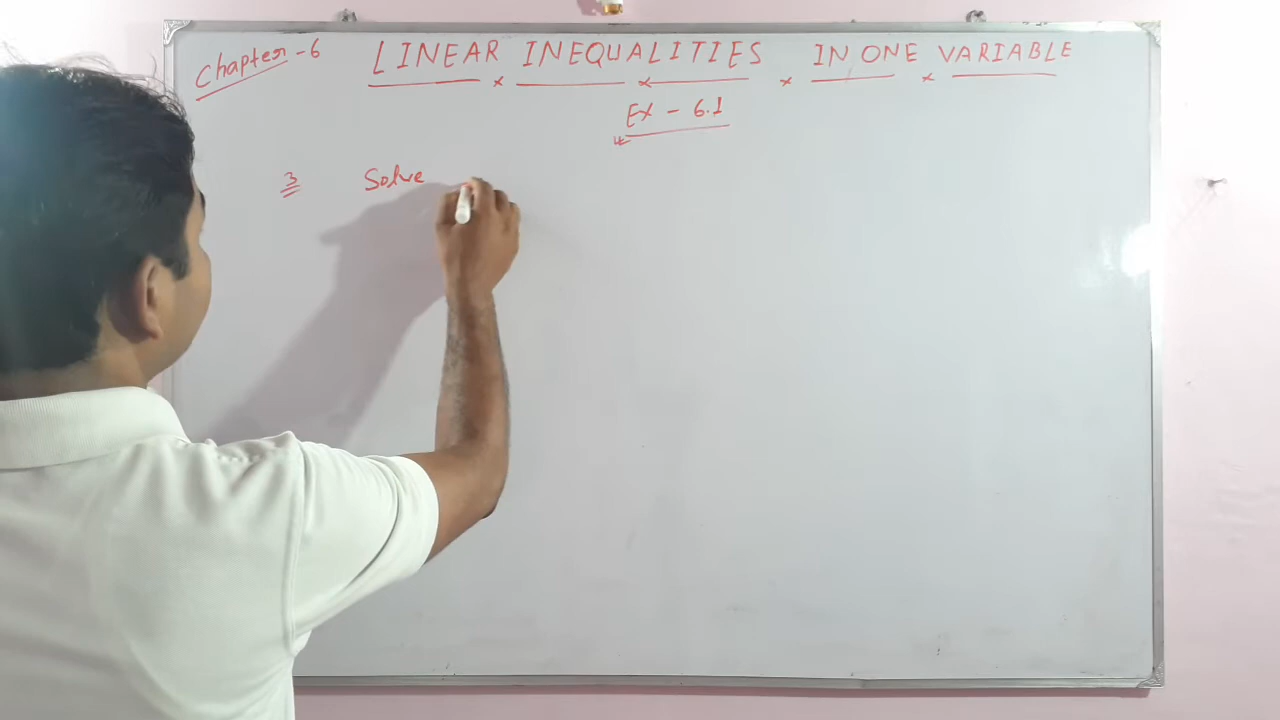 Chapter-6 LINEAR INEQUALITIES IN ONE VARIABLE
Ex - 6.1
3 Solve